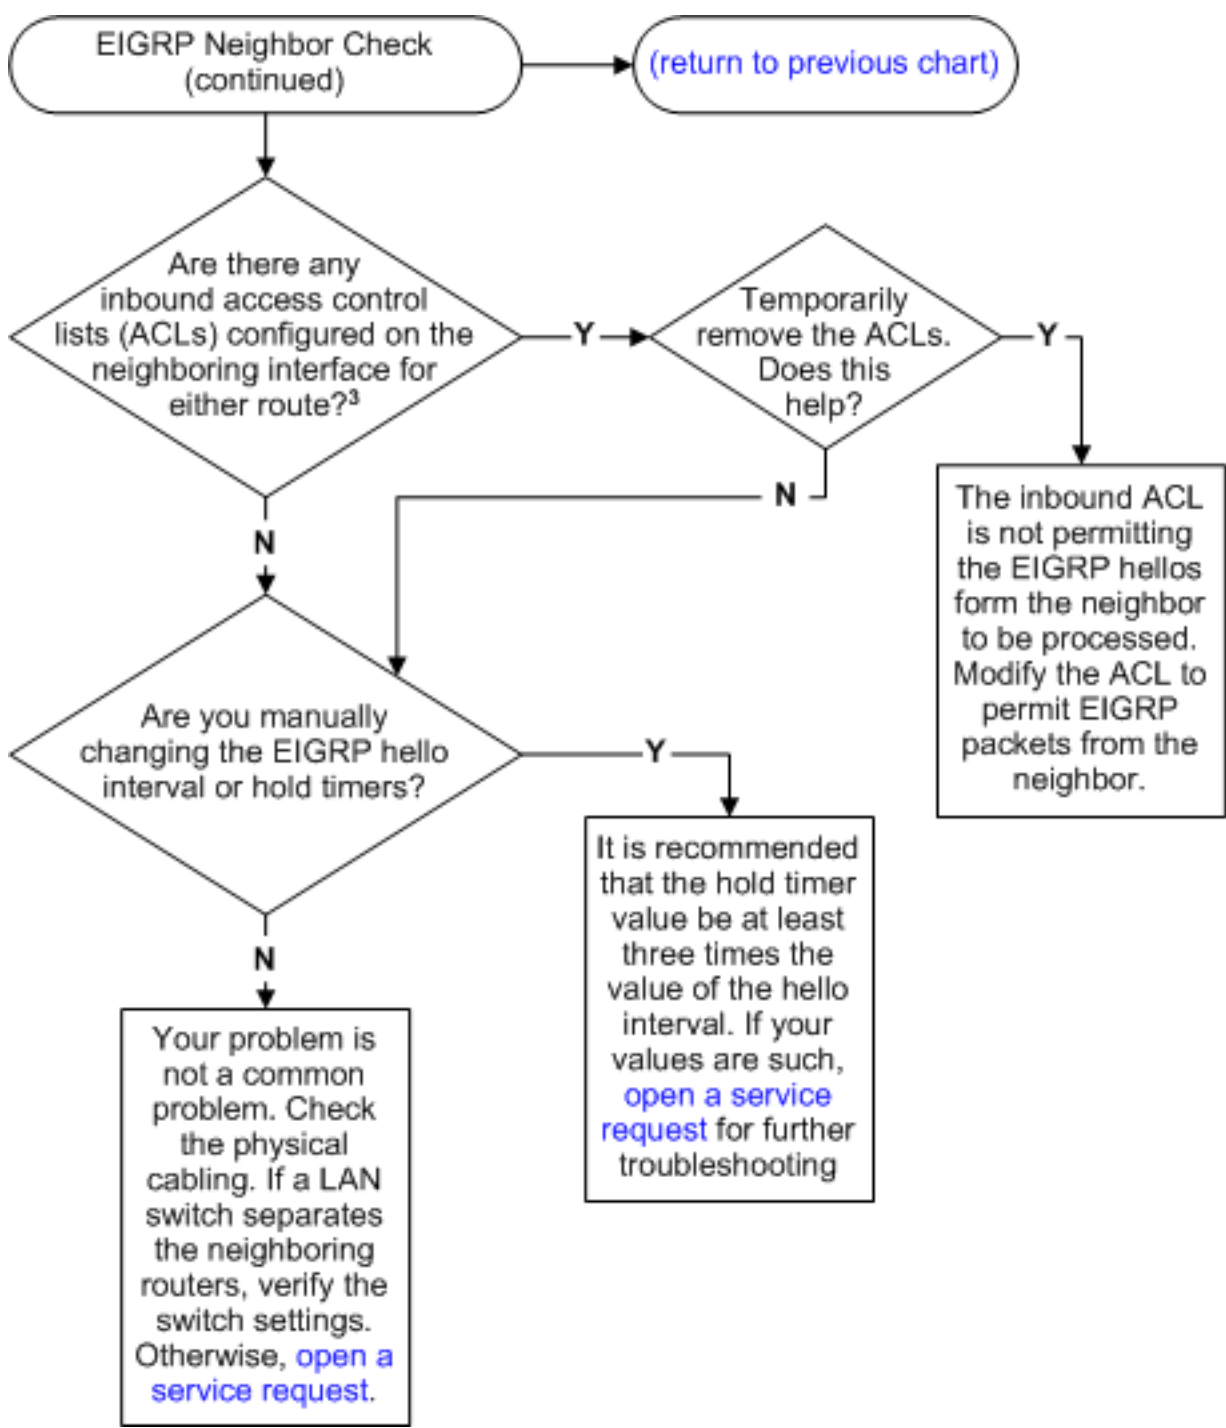 EIGRP Neighbor Check
(continued)
(return to previous chart)
Are there any
inbound access control
lists (ACLs) configured on the
neighboring interface for
either route?³
Y
Temporarily
remove the ACLs.
Does this
help?
Y
N
N
The inbound ACL
is not permitting
the EIGRP hellos
form the neighbor
to be processed.
Modify the ACL to
permit EIGRP
packets from the
neighbor.
Are you manually
changing the EIGRP hello
interval or hold timers?
Y
It is recommended
that the hold timer
value be at least
three times the
value of the hello
interval. If your
values are such,
open a service
request for further
troubleshooting
N
Your problem is
not a common
problem. Check
the physical
cabling. If a LAN
switch separates
the neighboring
routers, verify the
switch settings.
Otherwise, open a
service request.